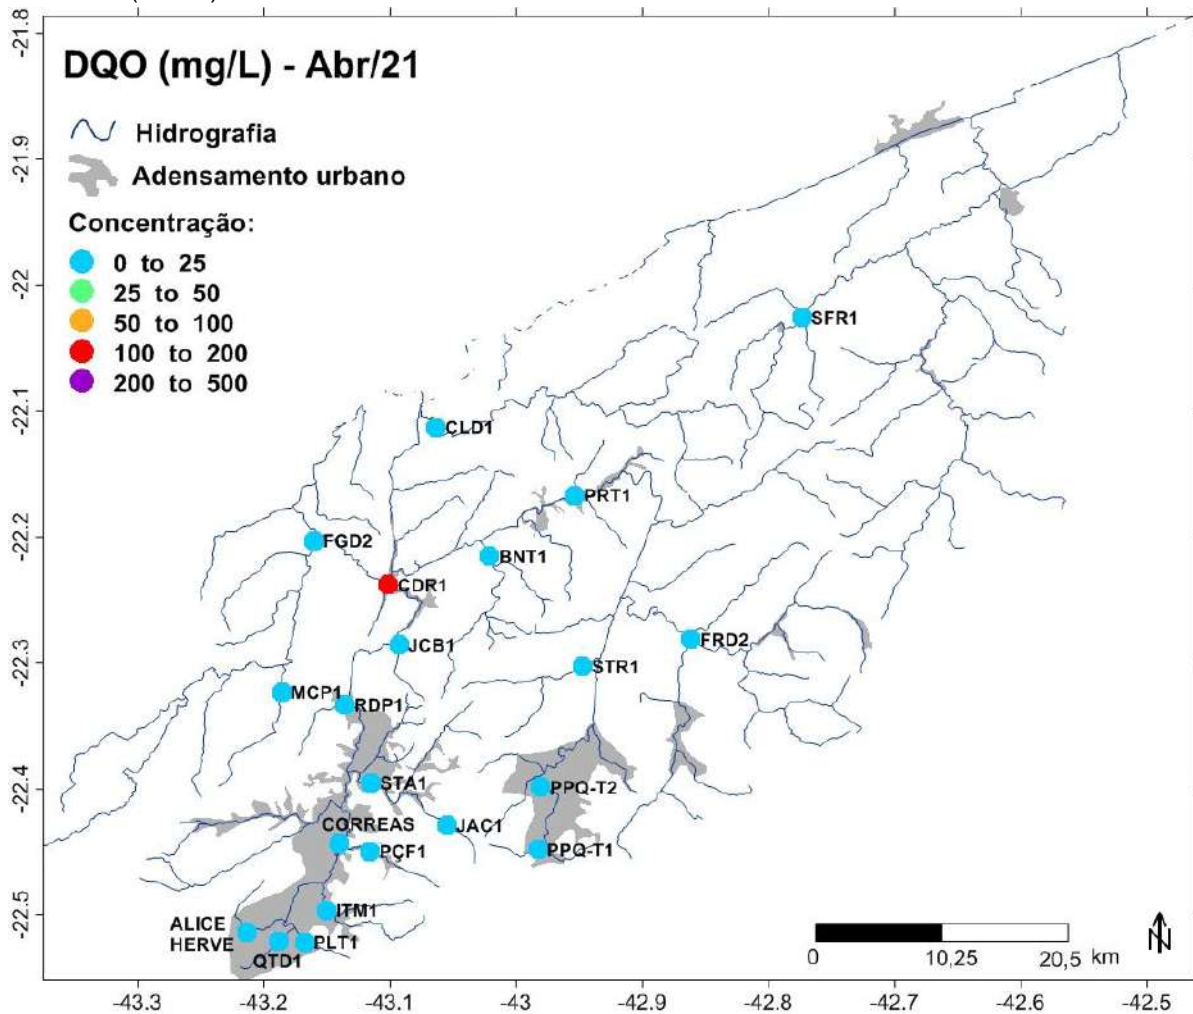 DQO (mg/L) - Abr/21
Hidrografia
Adensamento urbano
Concentração:
0 to 25
25 to 50
50 to 100
100 to 200
200 to 500
-21.8
-21.9
-22
-22.1
-22.2
-22.3
-22.4
-22.5
SFR1
CLD1
PRT1
FGD2
BNT1
CDR1
JCB1
FRD2
STR1
MCP1
RDP1
STA1
PPQ-T2
CORREAS
JAC1
PÇF1
PPQ-T1
ITM1
ALICE
HERVE
PLT1
QTD1
0 10,25 20,5 km
N
-43.3 -43.2 -43.1 -43 -42.9 -42.8 -42.7 -42.6 -42.5